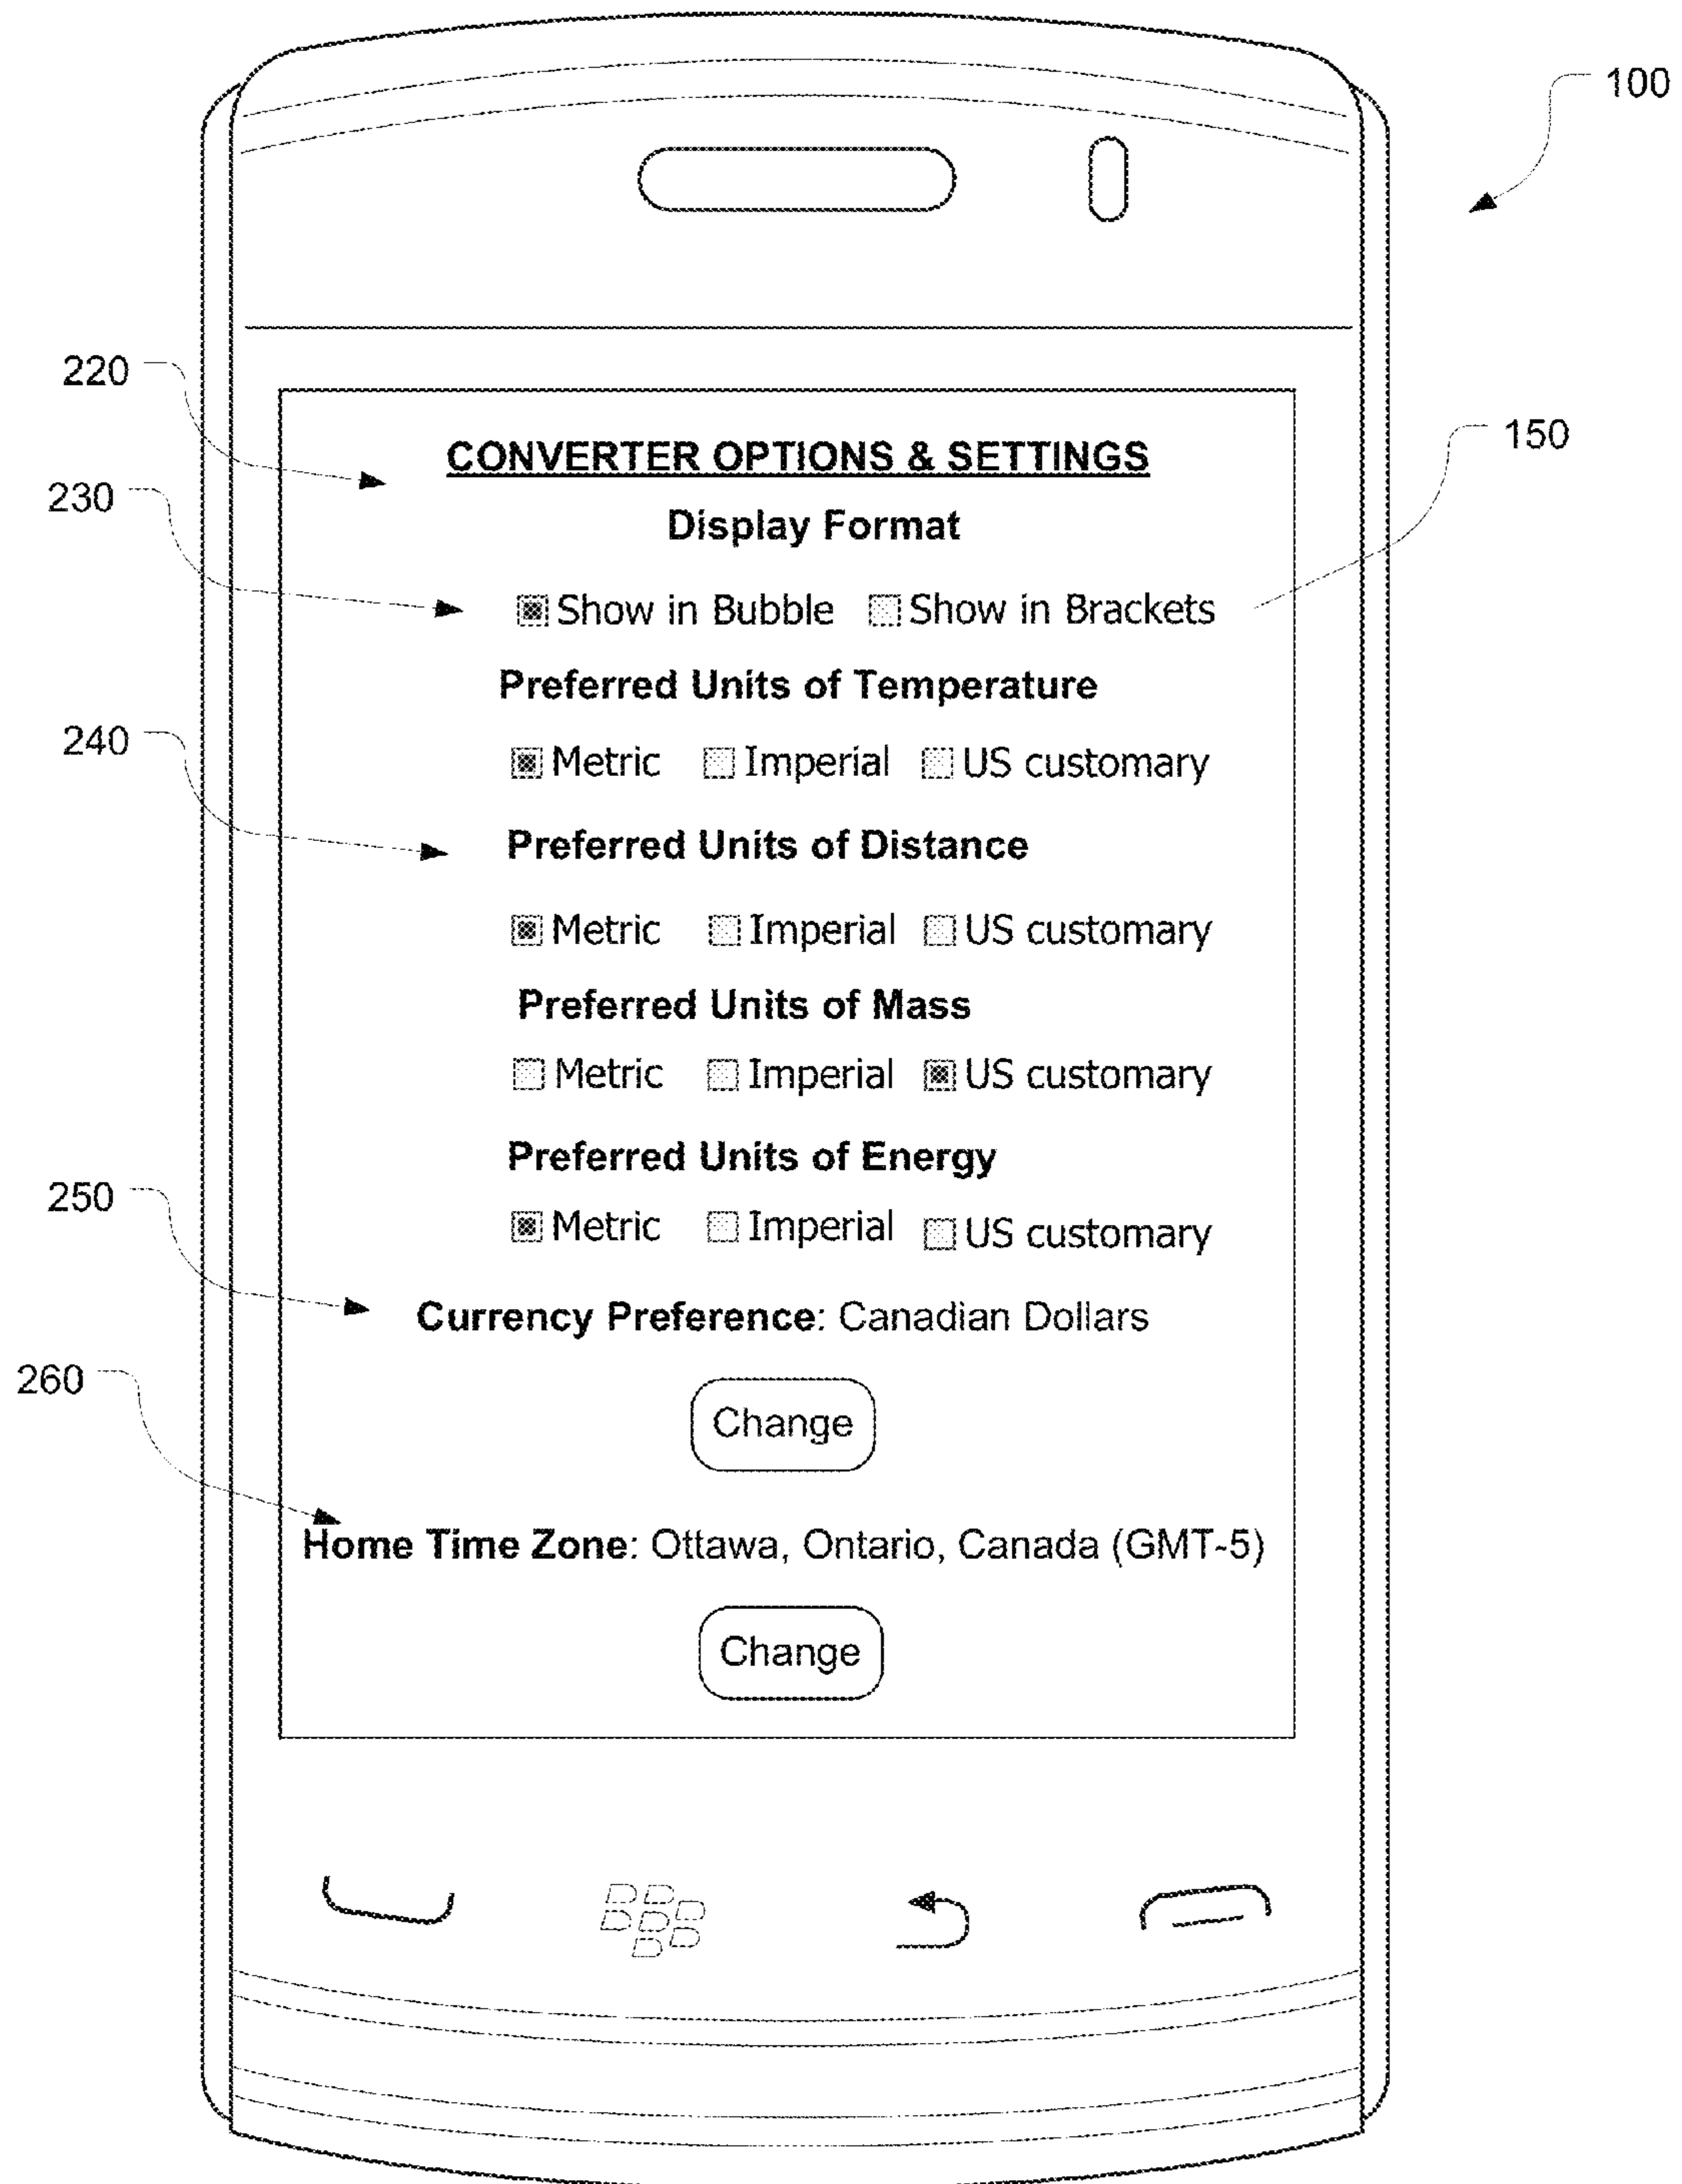 100
220
CONVERTER OPTIONS & SETTINGS
150
230
Display Format
Show in Bubble Show in Brackets
Preferred Units of Temperature
240
Metric Imperial US customary
Preferred Units of Distance
Metric Imperial US customary
Preferred Units of Mass
Metric Imperial US customary
Preferred Units of Energy
250
Metric Imperial US customary
Currency Preference: Canadian Dollars
260
Change
Home Time Zone: Ottawa, Ontario, Canada (GMT-5)
Change